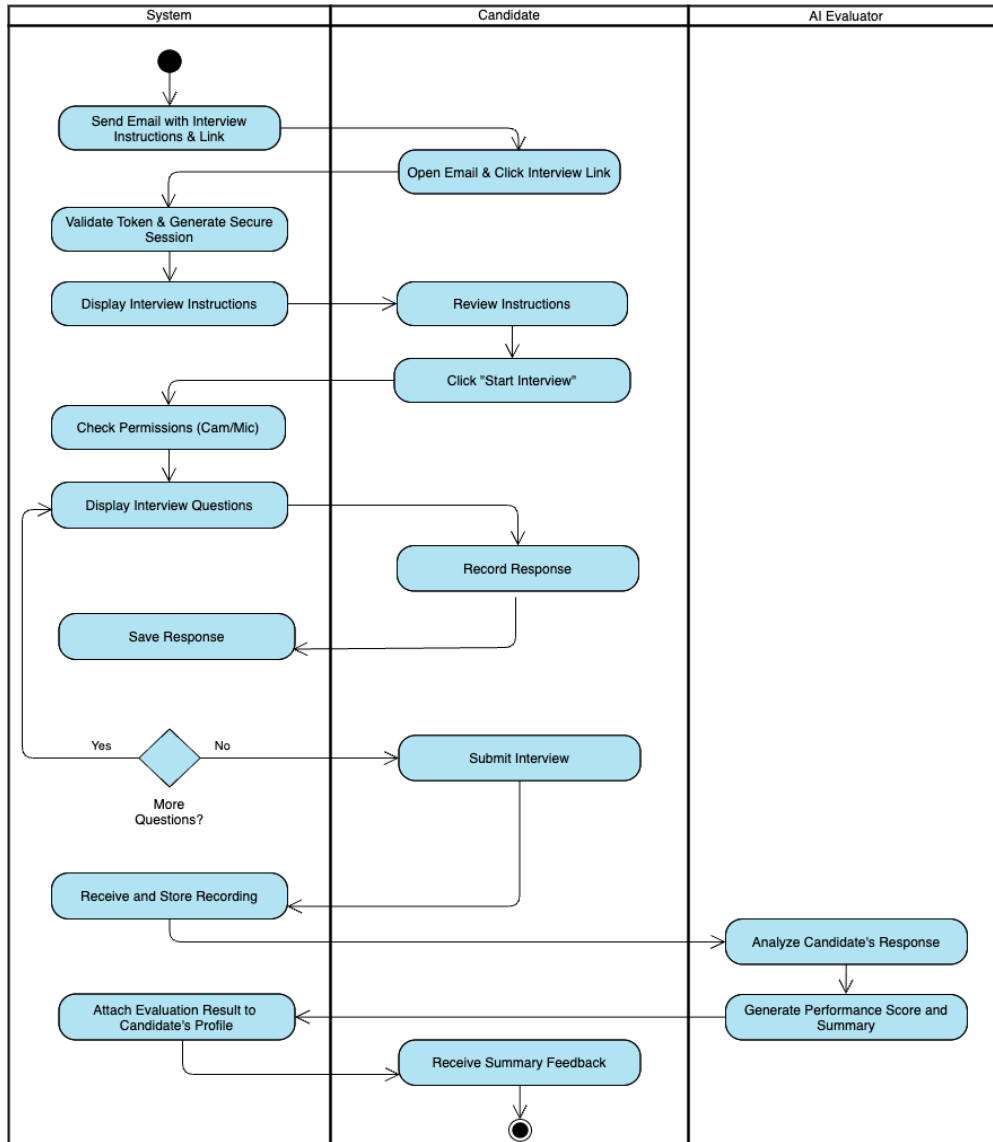 System
Candidate
AI Evaluator
Send Email with Interview
Instructions & Link
Open Email & Click Interview Link
Validate Token & Generate Secure
Session
Display Interview Instructions
Review Instructions
Click "Start Interview"
Check Permissions (Cam/Mic)
Display Interview Questions
Record Response
Save Response
Yes
No
More
Questions?
Submit Interview
Receive and Store Recording
Analyze Candidate's Response
Generate Performance Score and
Summary
Attach Evaluation Result to
Candidate's Profile
Receive Summary Feedback